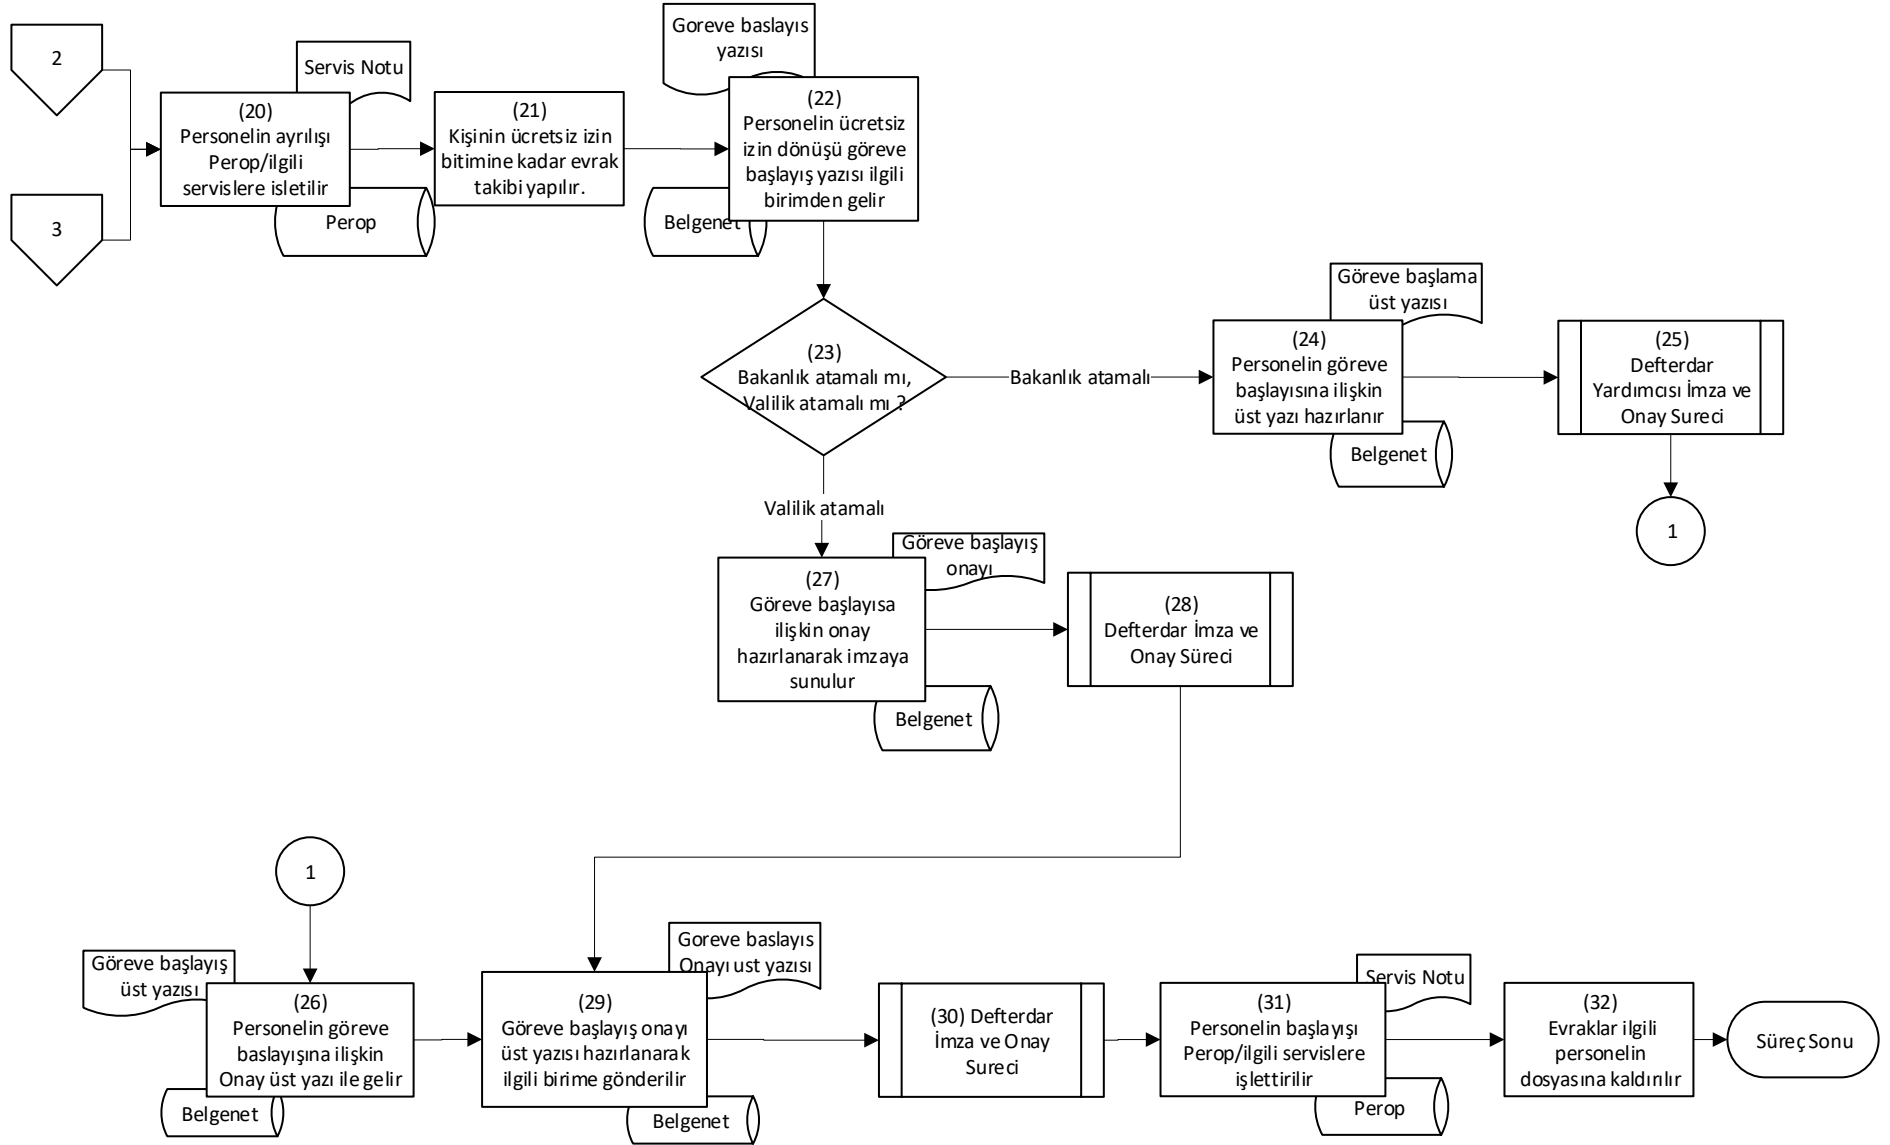 2
3
Servis Notu
(20)
Personelin ayrılışı
Perop/ilgili
servislere isletilir
Perop
(21)
Kişinin ücretsiz izin
bitimine kadar evrak
takibi yapılır.
Goreve baslayıs
yazısı
(22)
Personelin ücretsiz
izin dönüşü göreve
başlayış yazısı ilgili
birimden gelir
Belgenet
(23)
Bakanlık atamalı mı,
Valilik atamalı mı ?
Bakanlık atamalı
Göreve başlama
üst yazısı
(24)
Personelin göreve
başlayısına ilişkin
üst yazı hazırlanır
Belgenet
(25)
Defterdar
Yardımcısı İmza ve
Onay Sureci
1
Valilik atamalı
Göreve başlayış
onayı
(27)
Göreve başlayısa
ilişkin onay
hazırlanarak imzaya
sunulur
Belgenet
(28)
Defterdar İmza ve
Onay Süreci
1
Göreve başlayış
üst yazısı
(26)
Personelin göreve
baslayışına ilişkin
Onay üst yazı ile gelir
Belgenet
Goreve baslayıs
Onayı ust yazısı
(29)
Göreve başlayış onayı
üst yazısı hazırlanarak
ilgili birime gönderilir
Belgenet
(30) Defterdar
İmza ve Onay
Sureci
Servis Notu
(31)
Personelin başlayışı
Perop/ilgili servislere
işlettirilir
Perop
(32)
Evraklar ilgili
personelin
dosyasına kaldırılır
Süreç Sonu